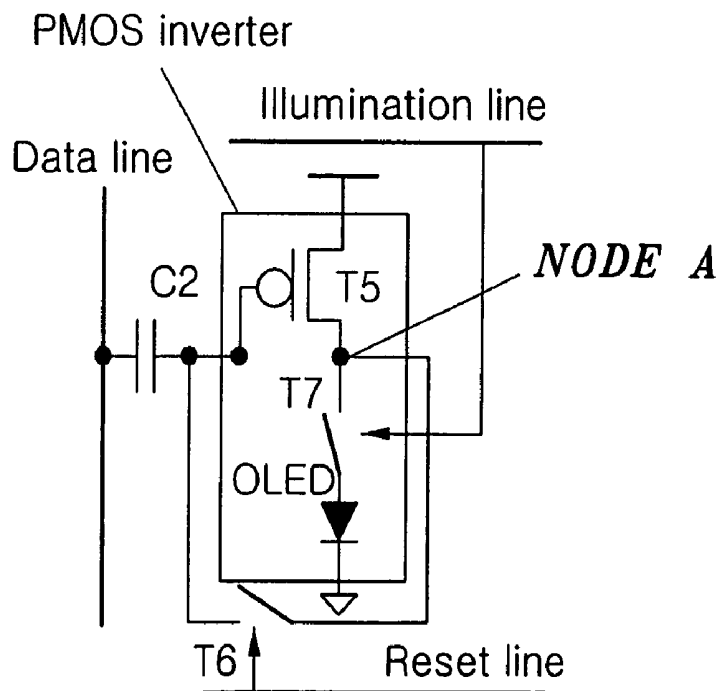 PMOS inverter
Illumination line
Data line
NODE A
C2
T5
T7
OLED
T6
Reset line